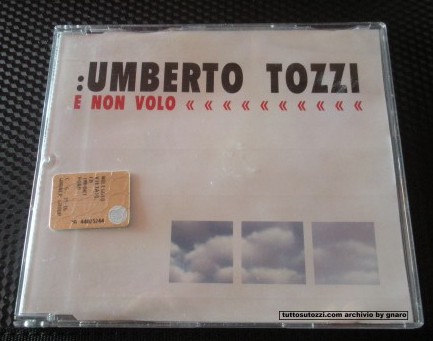 :UMBERTO TOZZI
E NON VOLO « « « « « « « « « «
tuttosutozzi.com archivio by gnaro